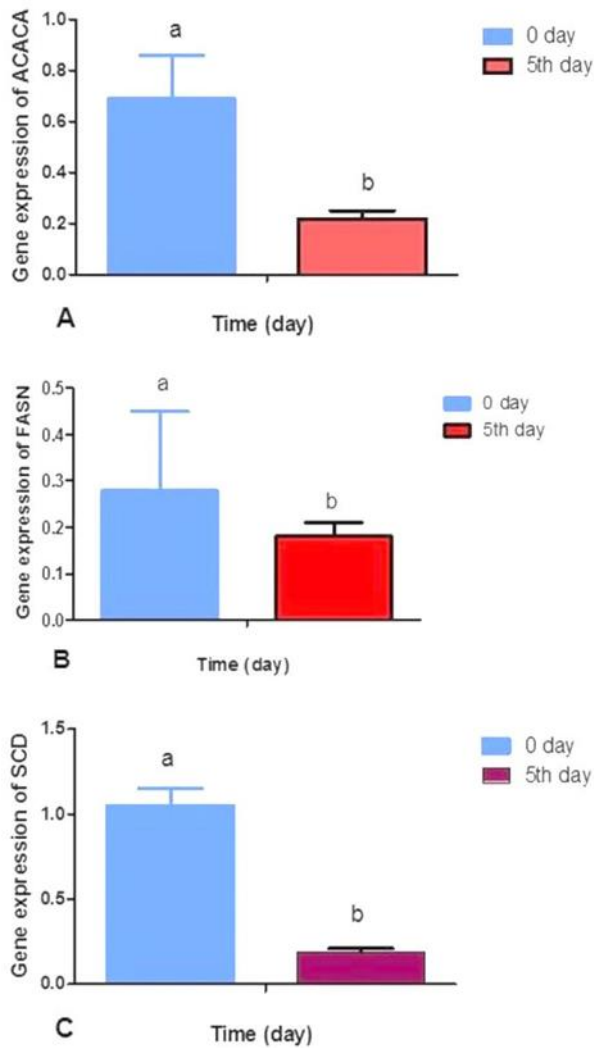 Gene expression of ACACA
1.0
0.8
0.6
0.4
0.2
0.0
a
b
0 day
5th day
A
Time (day)
Gene expression of FASN
0.5
0.4
0.3
0.2
0.1
0.0
a
b
0 day
5th day
B
Time (day)
Gene expression of SCD
1.5
1.0
0.5
0.0
a
b
0 day
5th day
C
Time (day)